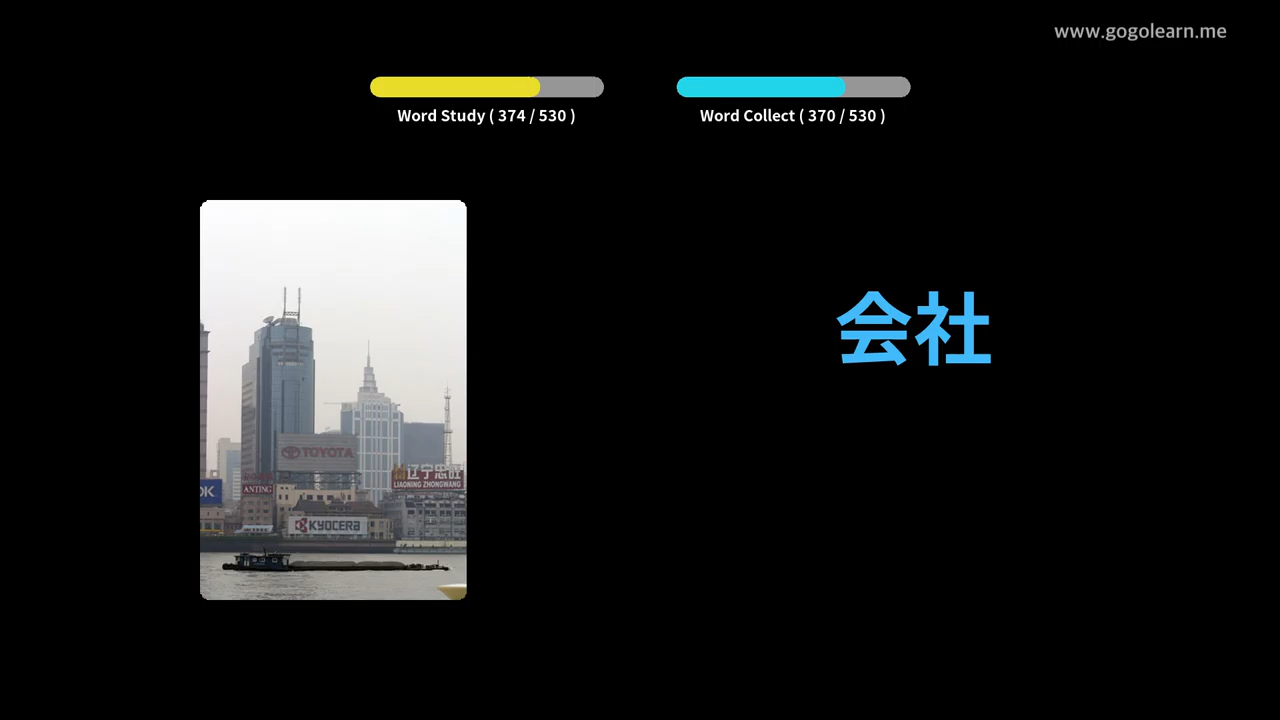 www.gogolearn.me
Word Study ( 374 / 530 )
Word Collect ( 370 / 530 )
会社
TOYOTA
辽宁忠旺
LIAONING ZHONGWANG
OK
ANTING
KYOCERA